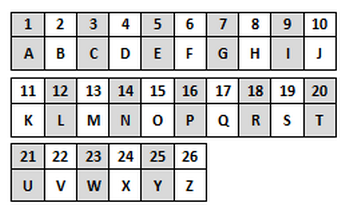 1 2 3 4 5 6 7 8 9 10
A B C D E F G H I J
11 12 13 14 15 16 17 18 19 20
K L M N O P Q R S T
21 22 23 24 25 26
U V W X Y Z